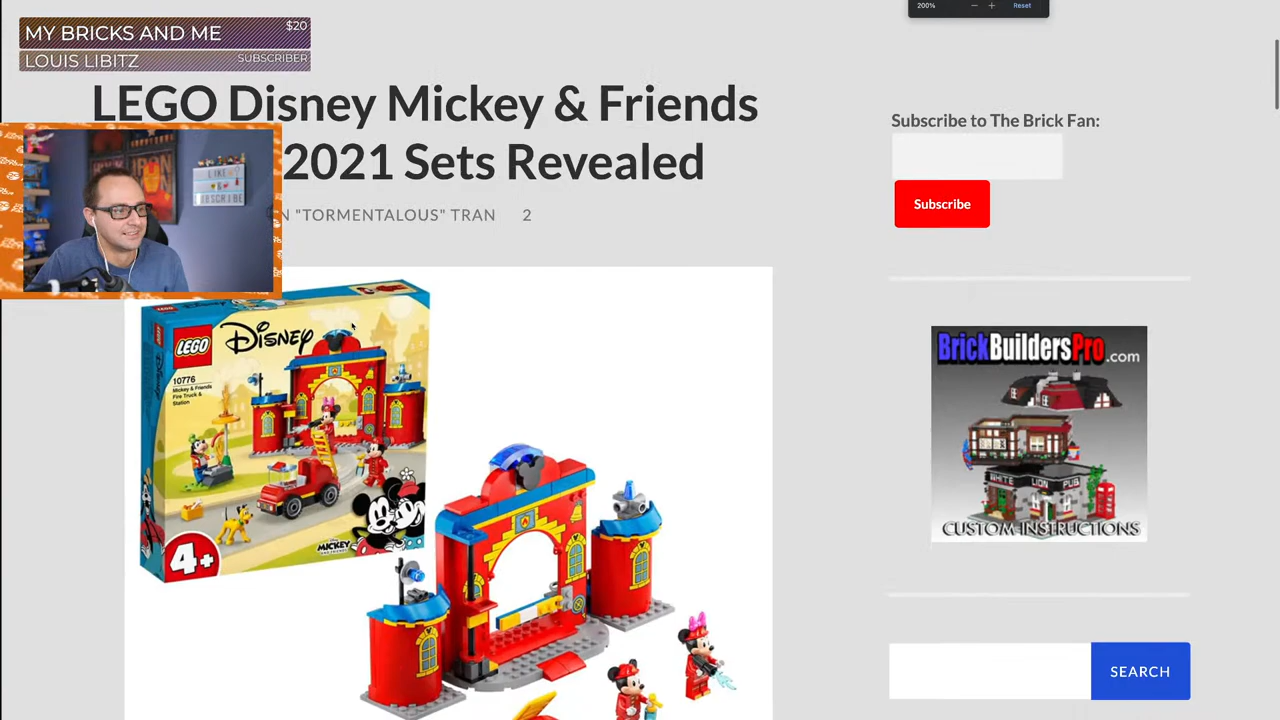 MY BRICKS AND ME
$20
LOUIS LIBITZ
SUBSCRIBER
200%
Reset
LEGO Disney Mickey & Friends
2021 Sets Revealed
"TORMENTALOUS" TRAN
2
LIKE
SUBSCRIBE
Subscribe to The Brick Fan:
Subscribe
LEGO
DISNEY
10776
Mickey & Friends
Fire Truck &
Station
4+
MICKEY
BrickBuildersPro.com
WHITE LION PUB
CUSTOM INSTRUCTIONS
SEARCH